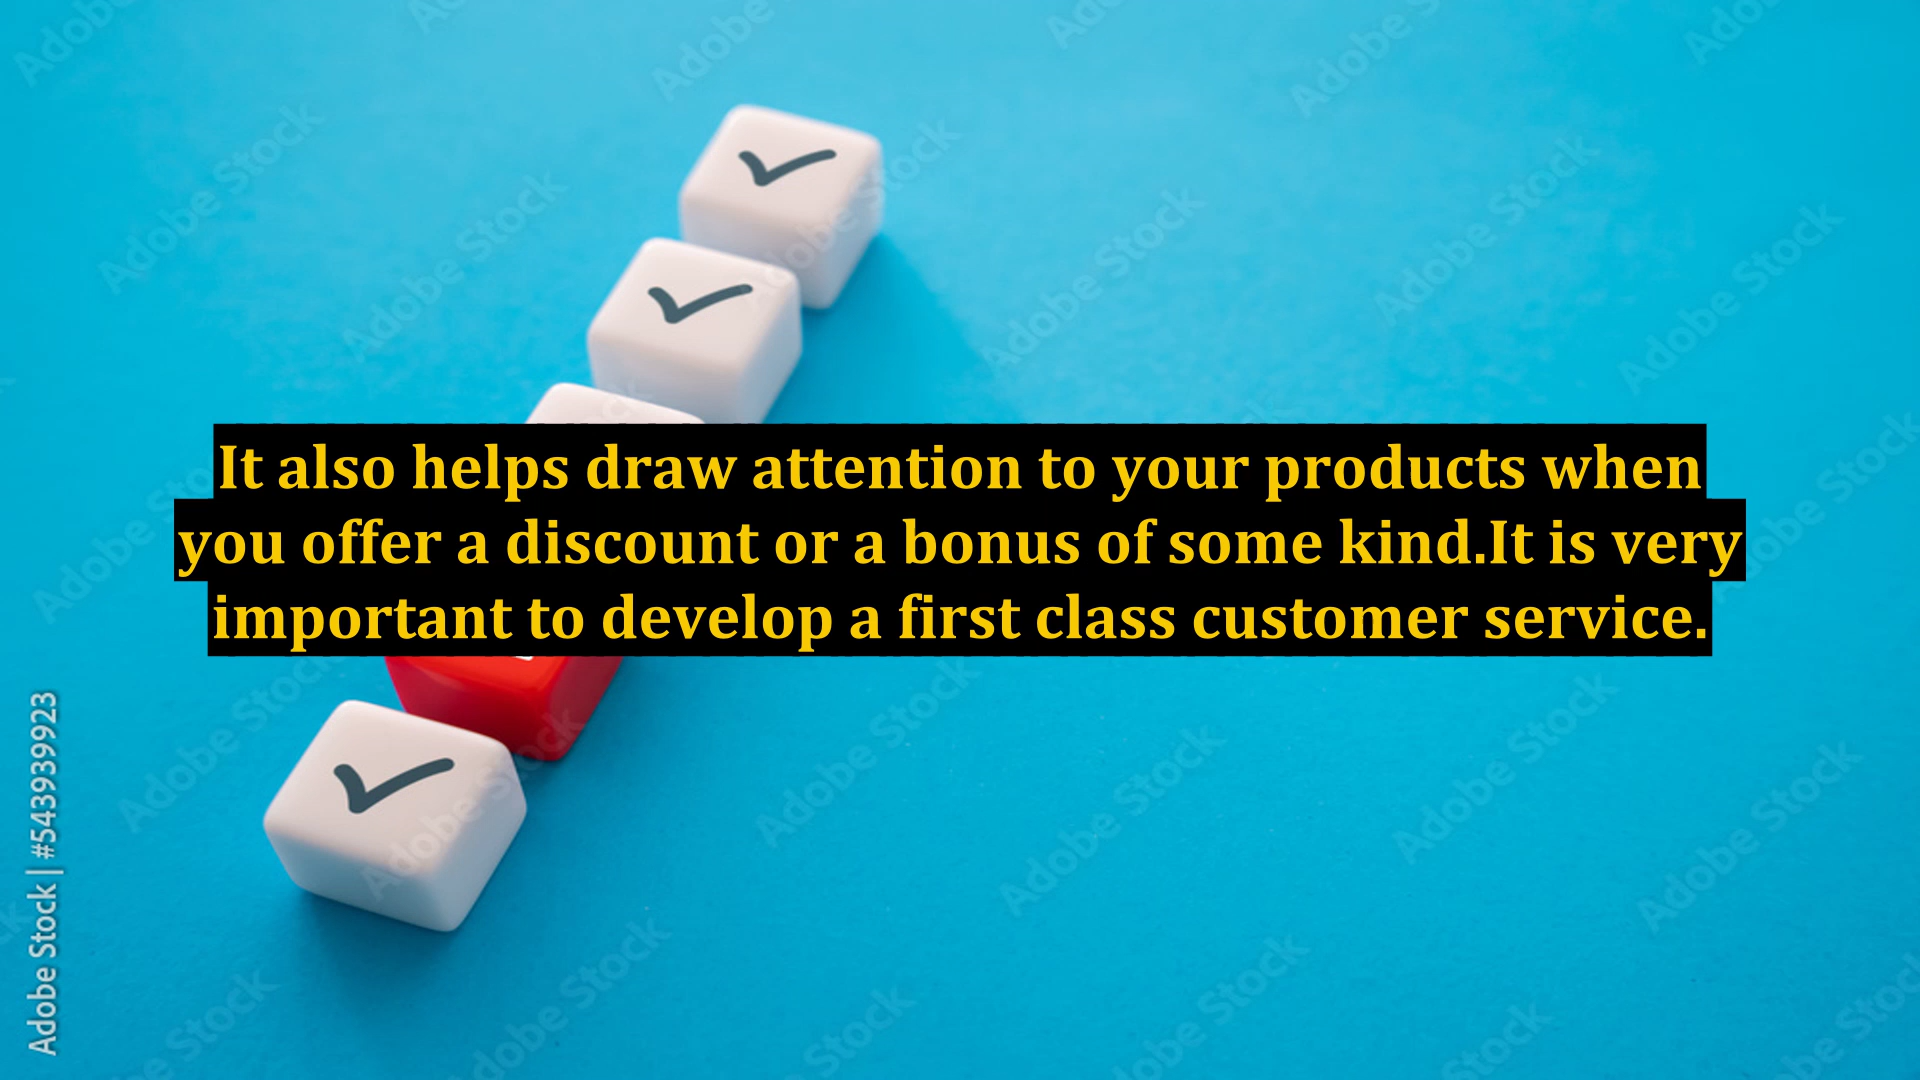 It also helps draw attention to your products when
you offer a discount or a bonus of some kind.It is very
important to develop a first class customer service.
Adobe Stock | #543939923